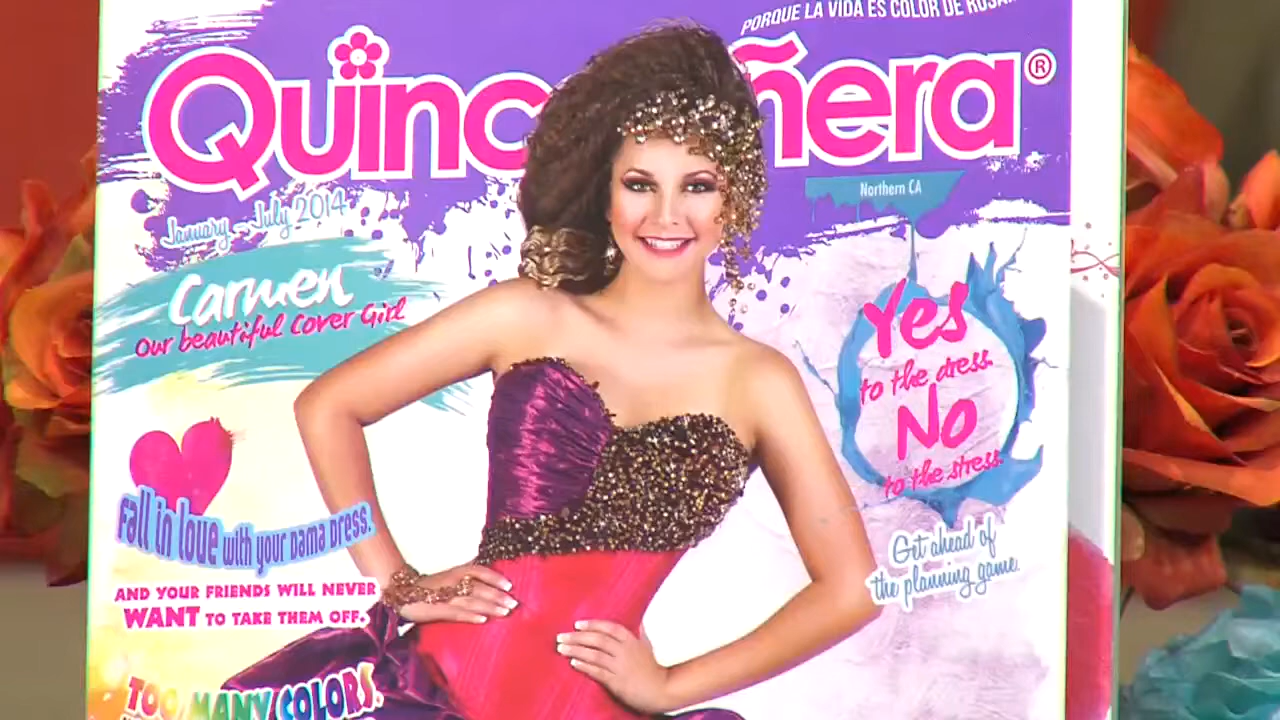 PORQUE LA VIDA ES COLOR DE
Quinc ñera®
Northern CA
January - July 2014
Carmen
Our beautiful Cover Girl
Yes
to the dress
No
to the stress.
Fall in love with your Dama Dress.
AND YOUR FRIENDS WILL NEVER
WANT TO TAKE THEM OFF.
Get ahead of
the planning game.
TOO MANY COLORS.